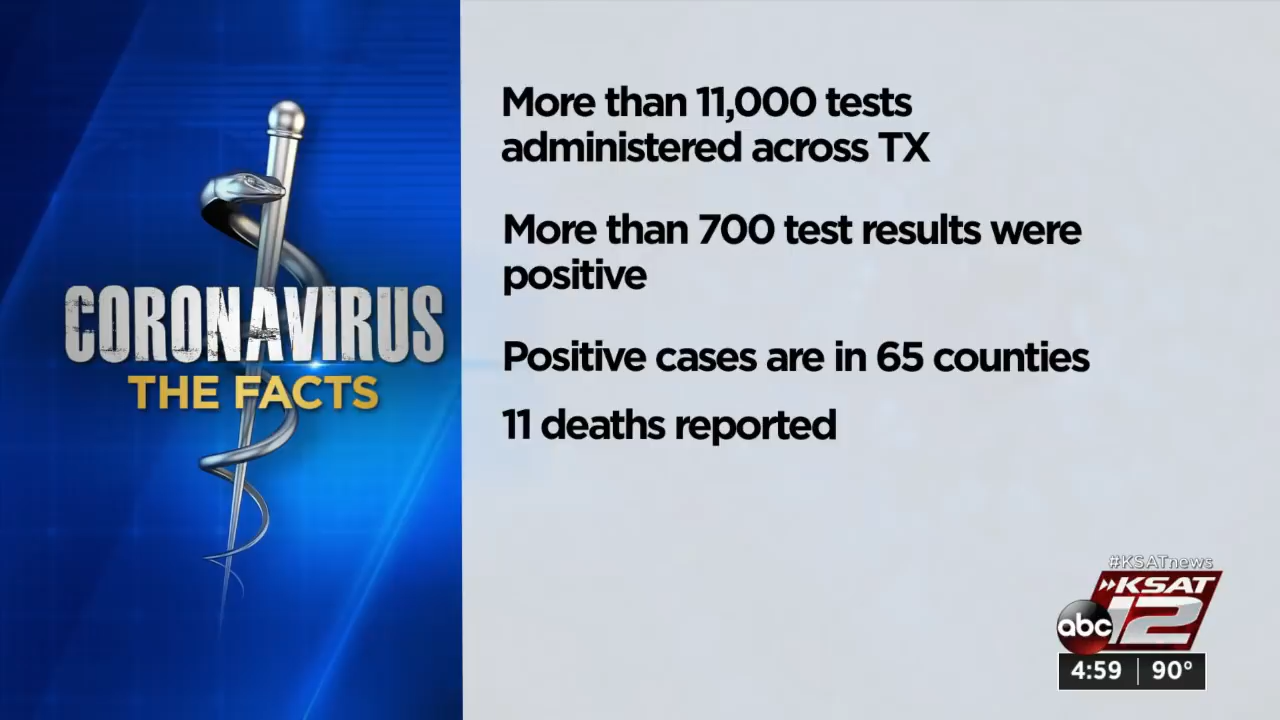 CORONAVIRUS
THE FACTS
More than 11,000 tests
administered across TX
More than 700 test results were
positive
Positive cases are in 65 counties
11 deaths reported
#KSATnews
KSAT
abc 12
4:59 | 90°